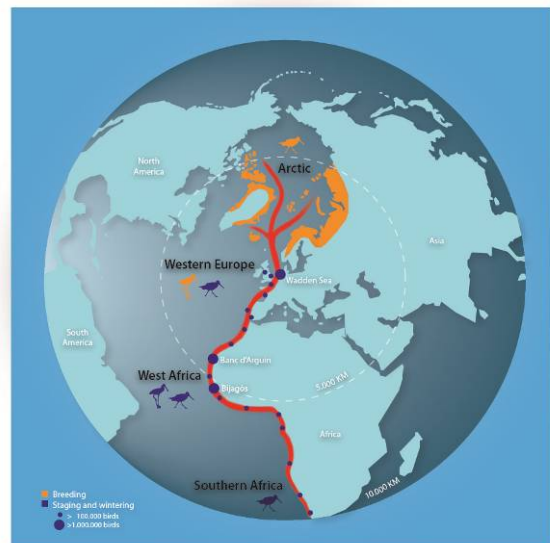 North
America
Arctic
Asia
Western Europe
Wadden Sea
South
America
Banc d'Arguin
West Africa
5.000 KM
Bijagós
Africa
Southern Africa
10.000 KM
Breeding
Staging and wintering
> 100.000 birds
>1.000.000 birds